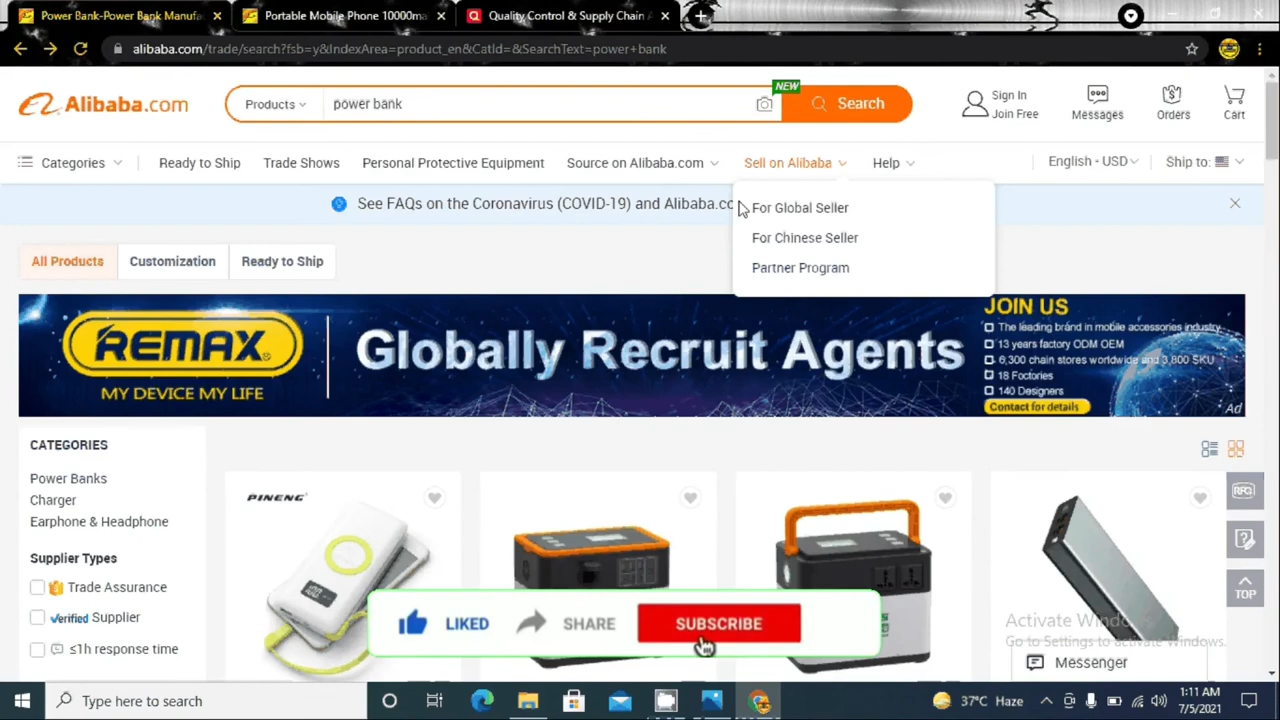 Power Bank-Power Bank Manufa
Portable Mobile Phone 10000ma
Quality Control & Supply Chain
alibaba.com/trade/search?fsb=y&IndexArea=product_en&CatId=&SearchText=power+bank
Alibaba.com
Products
power bank
NEW
Search
Sign In
Join Free
Messages
Orders
Cart
Categories
Ready to Ship
Trade Shows
Personal Protective Equipment
Source on Alibaba.com
Sell on Alibaba
Help
English - USD
Ship to:
See FAQs on the Coronavirus (COVID-19) and Alibaba.co
For Global Seller
For Chinese Seller
Partner Program
All Products
Customization
Ready to Ship
REMAX
MY DEVICE MY LIFE
Globally Recruit Agents
JOIN US
The leading brand in mobile accessories industry
13 years factory ODM OEM
6,300 chain stores worldwide and 3,800 SKU
18 Foctories
140 Designers
Contact for details
Ad
CATEGORIES
Power Banks
Charger
Earphone & Headphone
Supplier Types
Trade Assurance
Verified Supplier
≤1h response time
PINENG
RFQ
TOP
LIKED
SHARE
SUBSCRIBE
Activate Windows
Go to Settings to activate Windows.
Messenger
Type here to search
37°C Haze
1:11 AM
7/5/2021